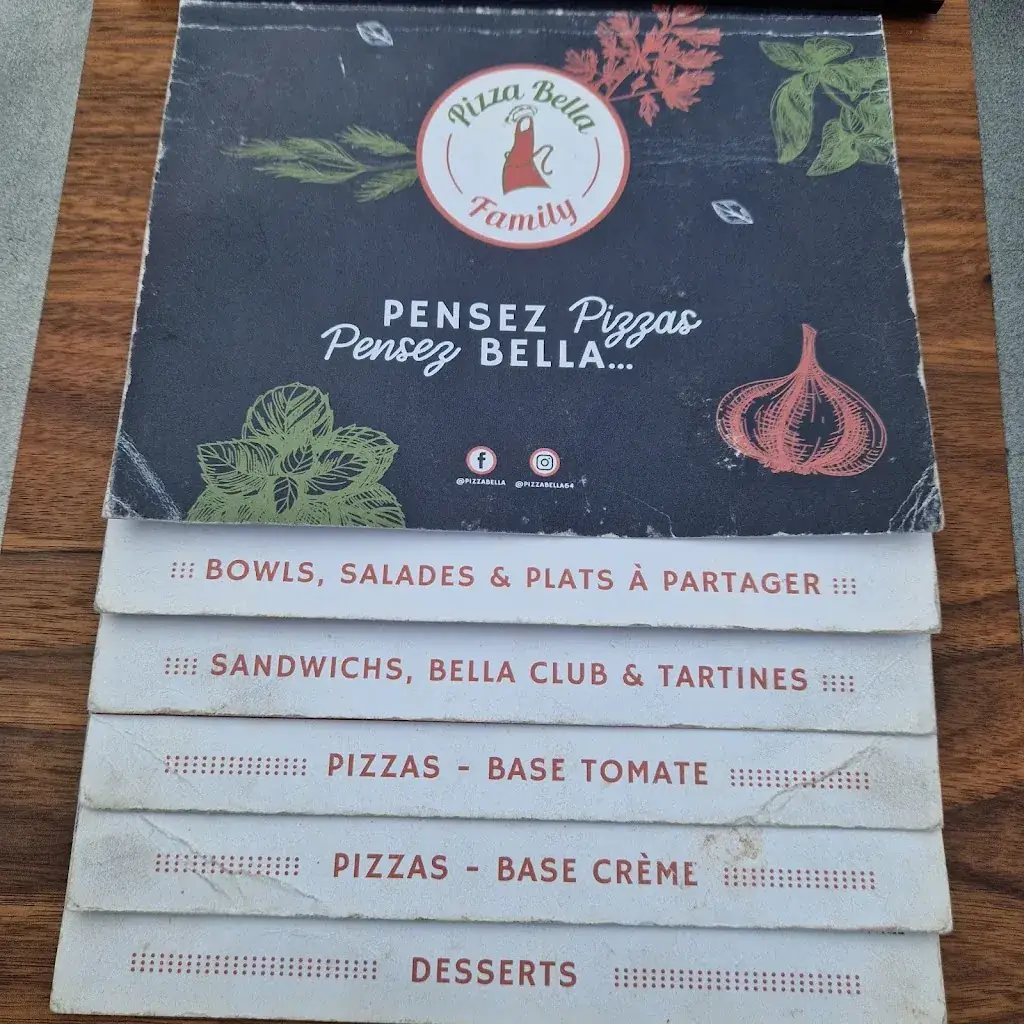 Pizza Bella
Family
PENSEZ Pizzas
Pensez BELLA...
@PIZZABELLA @PIZZABELLA64
BOWLS, SALADES & PLATS À PARTAGER
SANDWICHS, BELLA CLUB & TARTINES
PIZZAS - BASE TOMATE
PIZZAS - BASE CRÈME
DESSERTS